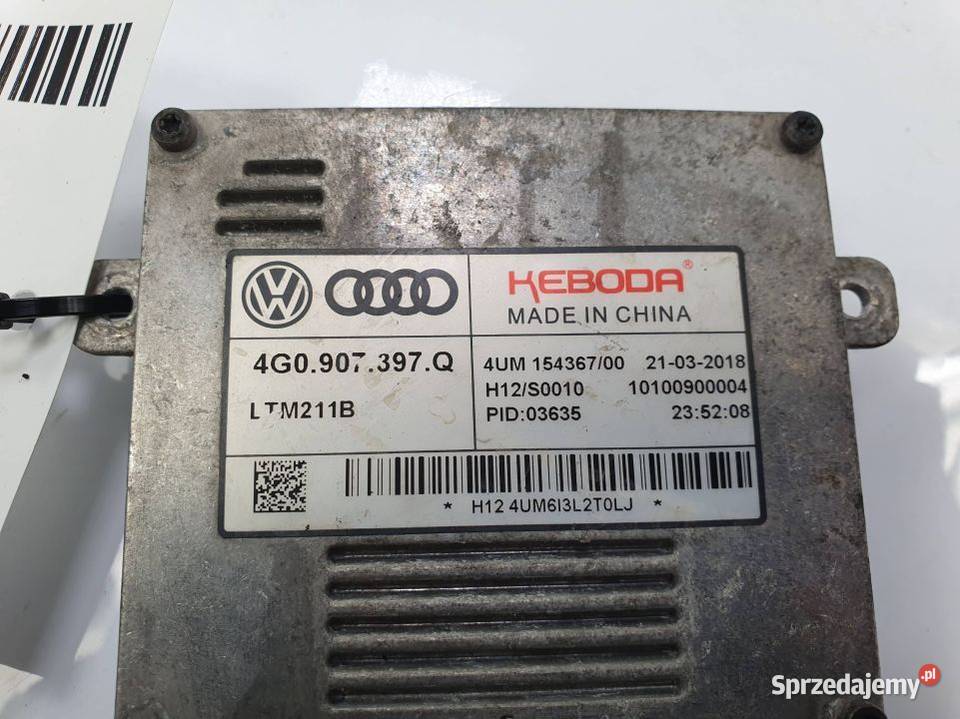 KEBODA®
MADE IN CHINA
4G0.907.397.Q
LTM211B
4UM 154367/00 21-03-2018
H12/S0010 10100900004
PID:03635 23:52:08
* H12 4UM6I3L2T0LJ *
Sprzedajemy.pl